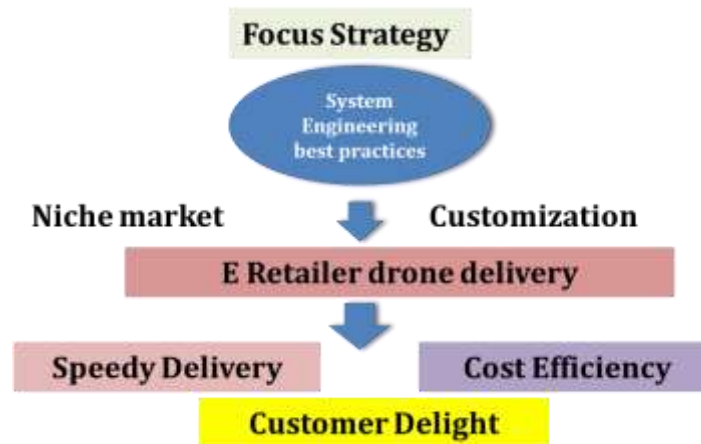 Focus Strategy
System
Engineering
best practices
Niche market
Customization
E Retailer drone delivery
Speedy Delivery
Cost Efficiency
Customer Delight